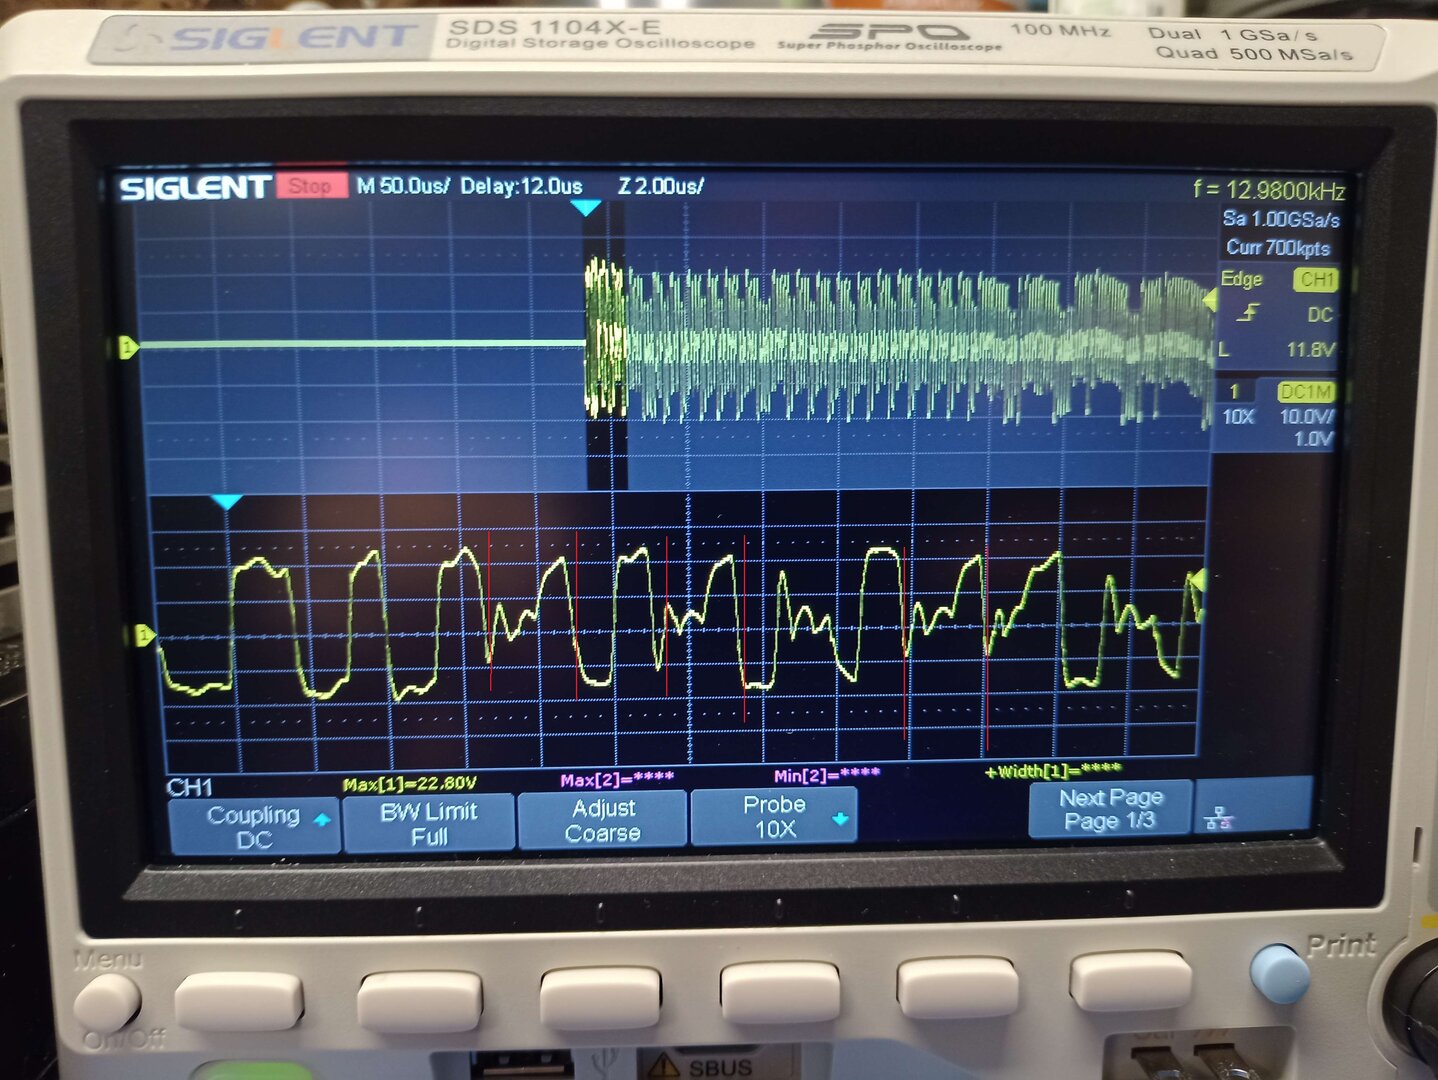 SIGLENT
SDS 1104X-E
Digital Storage Oscilloscope
SPO
Super Phosphor Oscilloscope
100 MHz
Dual 1 GSa/s
Quad 500 MSa/s
SIGLENT Stop M 50.0us/ Delay:12.0us Z 2.00us/
f = 12.9800kHz
Sa 1.00GSa/s
Curr 700kpts
Edge CH1
DC
L 11.8V
1 DC1M
10X 10.0V/
1.0V
1
1
CH1 Max[1]=22.80V Max[2]=**** Min[2]=**** +Width[1]=****
Coupling
DC
BW Limit
Full
Adjust
Coarse
Probe
10X
Next Page
Page 1/3
Menu
On/Off
Print
SBUS